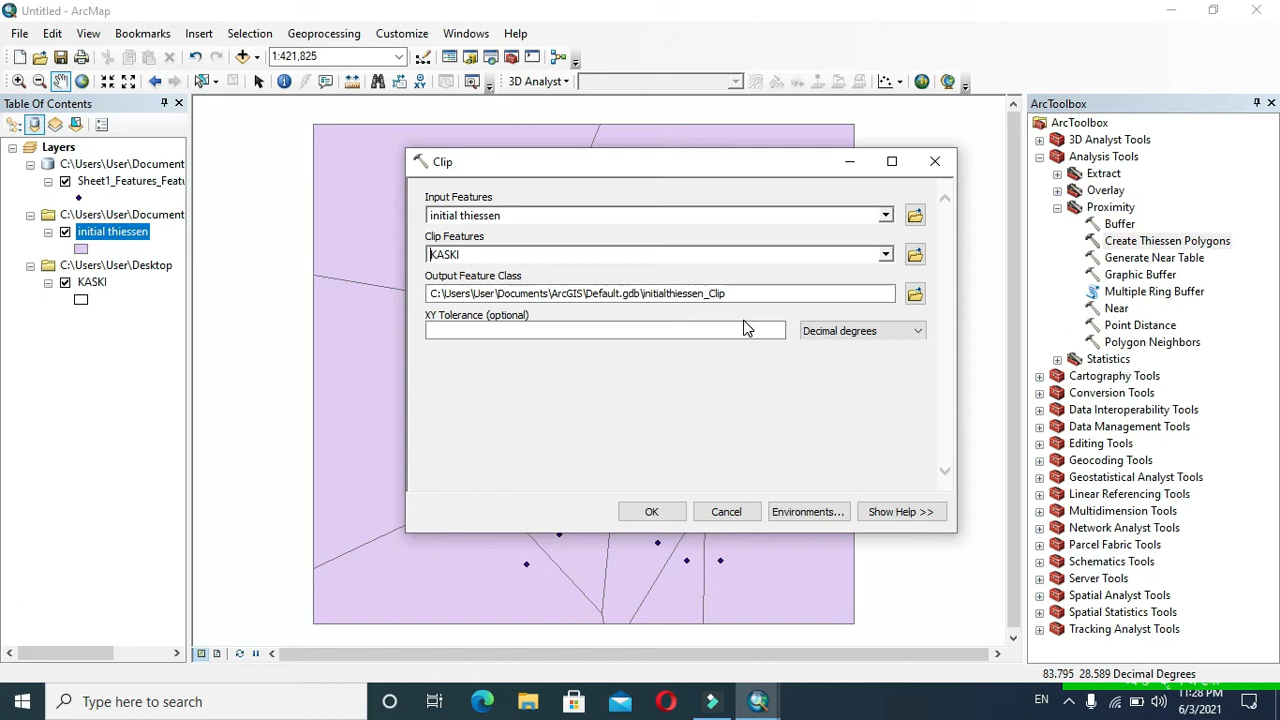 Untitled - ArcMap
File Edit View Bookmarks Insert Selection Geoprocessing Customize Windows Help
1:421,825
3D Analyst
Table Of Contents
Layers
C:\Users\User\Document
Sheet1_Features_Featu
C:\Users\User\Document
initial thiessen
C:\Users\User\Desktop
KASKI
Clip
Input Features
initial thiessen
Clip Features
KASKI
Output Feature Class
C:\Users\User\Documents\ArcGIS\Default.gdb\initialthiessen_Clip
XY Tolerance (optional)
Decimal degrees
OK Cancel Environments... Show Help >>
ArcToolbox
ArcToolbox
3D Analyst Tools
Analysis Tools
Extract
Overlay
Proximity
Buffer
Create Thiessen Polygons
Generate Near Table
Graphic Buffer
Multiple Ring Buffer
Near
Point Distance
Polygon Neighbors
Statistics
Cartography Tools
Conversion Tools
Data Interoperability Tools
Data Management Tools
Editing Tools
Geocoding Tools
Geostatistical Analyst Tools
Linear Referencing Tools
Multidimension Tools
Network Analyst Tools
Parcel Fabric Tools
Schematics Tools
Server Tools
Spatial Analyst Tools
Spatial Statistics Tools
Tracking Analyst Tools
83.795 28.589 Decimal Degrees
Type here to search
EN
11:28 PM
6/3/2021